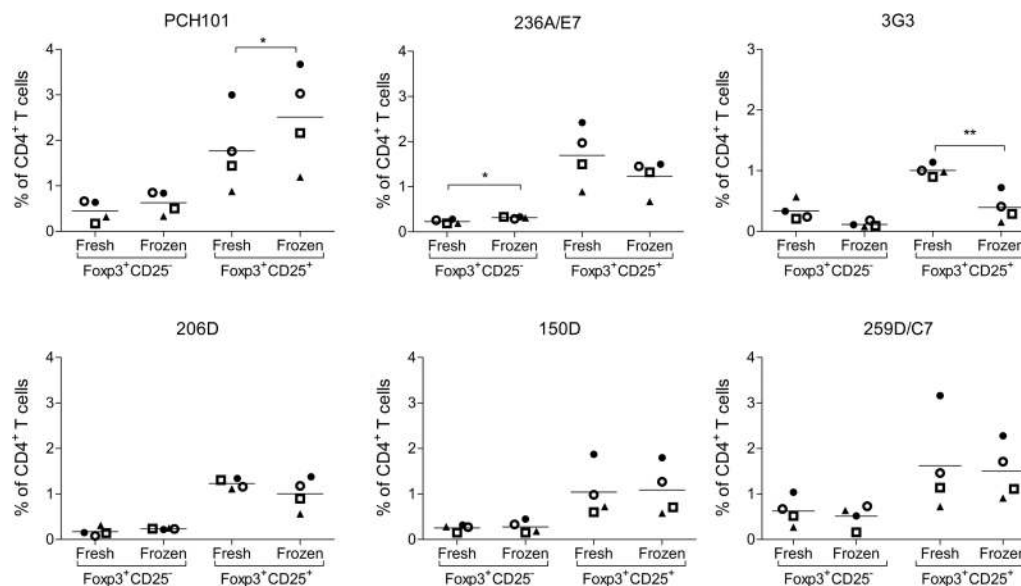 PCH101
% of CD4⁺ T cells
4
3
2
1
0
*
Fresh Frozen Fresh Frozen
Foxp3⁺CD25⁻ Foxp3⁺CD25⁺
236A/E7
% of CD4⁺ T cells
4
3
2
1
0
*
Fresh Frozen Fresh Frozen
Foxp3⁺CD25⁻ Foxp3⁺CD25⁺
3G3
% of CD4⁺ T cells
3
2
1
0
**
Fresh Frozen Fresh Frozen
Foxp3⁺CD25⁻ Foxp3⁺CD25⁺
206D
% of CD4⁺ T cells
4
3
2
1
0
Fresh Frozen Fresh Frozen
Foxp3⁺CD25⁻ Foxp3⁺CD25⁺
150D
% of CD4⁺ T cells
4
3
2
1
0
Fresh Frozen Fresh Frozen
Foxp3⁺CD25⁻ Foxp3⁺CD25⁺
259D/C7
% of CD4⁺ T cells
4
3
2
1
0
Fresh Frozen Fresh Frozen
Foxp3⁺CD25⁻ Foxp3⁺CD25⁺